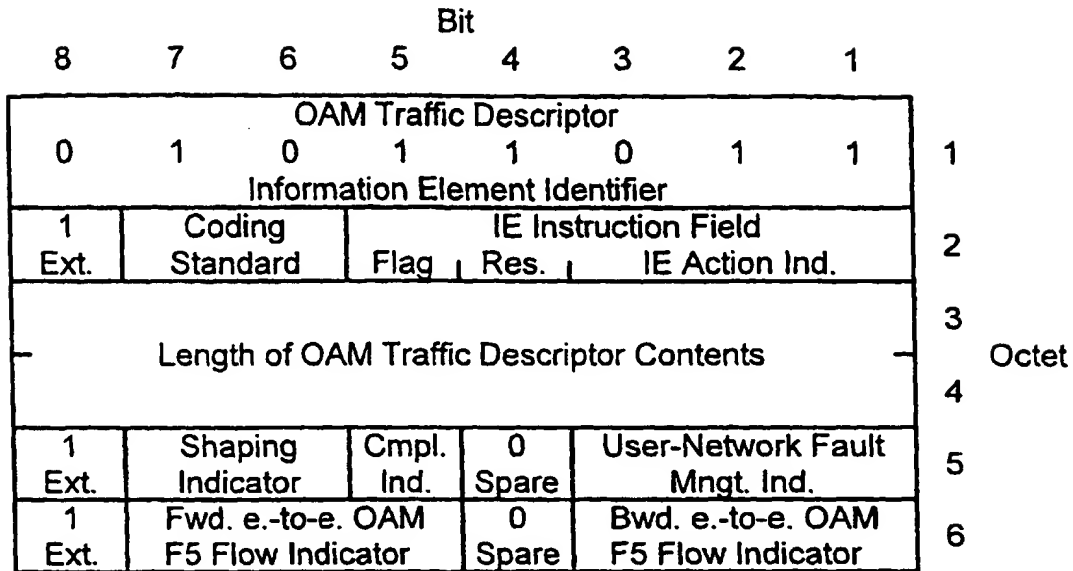 Bit
8 7 6 5 4 3 2 1
OAM Traffic Descriptor
0 1 0 1 1 0 1 1 1
Information Element Identifier
1 Coding IE Instruction Field
Ext. Standard Flag Res. IE Action Ind. 2
3
Length of OAM Traffic Descriptor Contents Octet
4
1 Shaping Cmpl. 0 User-Network Fault
Ext. Indicator Ind. Spare Mngt. Ind. 5
1 Fwd. e.-to-e. OAM 0 Bwd. e.-to-e. OAM
Ext. F5 Flow Indicator Spare F5 Flow Indicator 6